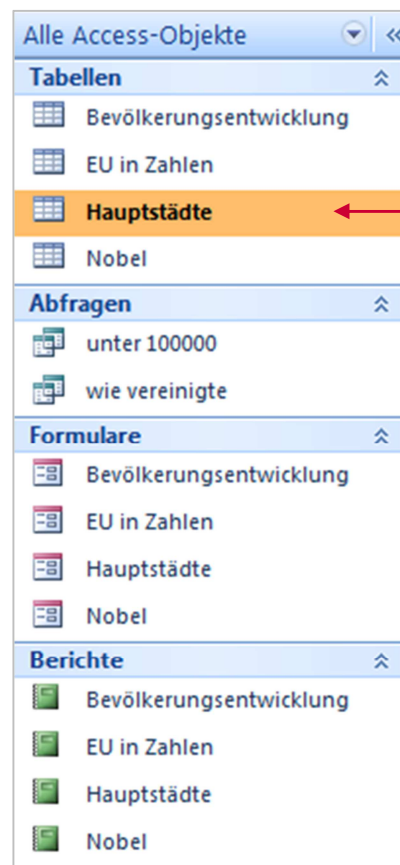 Alle Access-Objekte
Tabellen
Bevölkerungsentwicklung
EU in Zahlen
Hauptstädte
Nobel
Abfragen
unter 100000
wie vereinigte
Formulare
Bevölkerungsentwicklung
EU in Zahlen
Hauptstädte
Nobel
Berichte
Bevölkerungsentwicklung
EU in Zahlen
Hauptstädte
Nobel